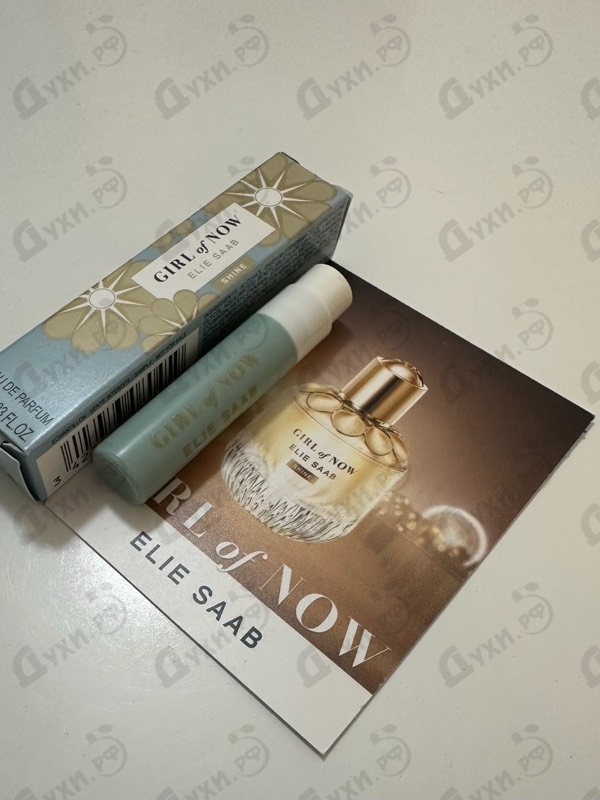 GIRL of NOW
ELIE SAAB
SHINE
AU DE PARFUM
FL.OZ.
GIRL of NOW
ELIE SAAB
GIRL of NOW
ELIE SAAB
SHINE
RL of NOW
ELIE SAAB
Духи.рф